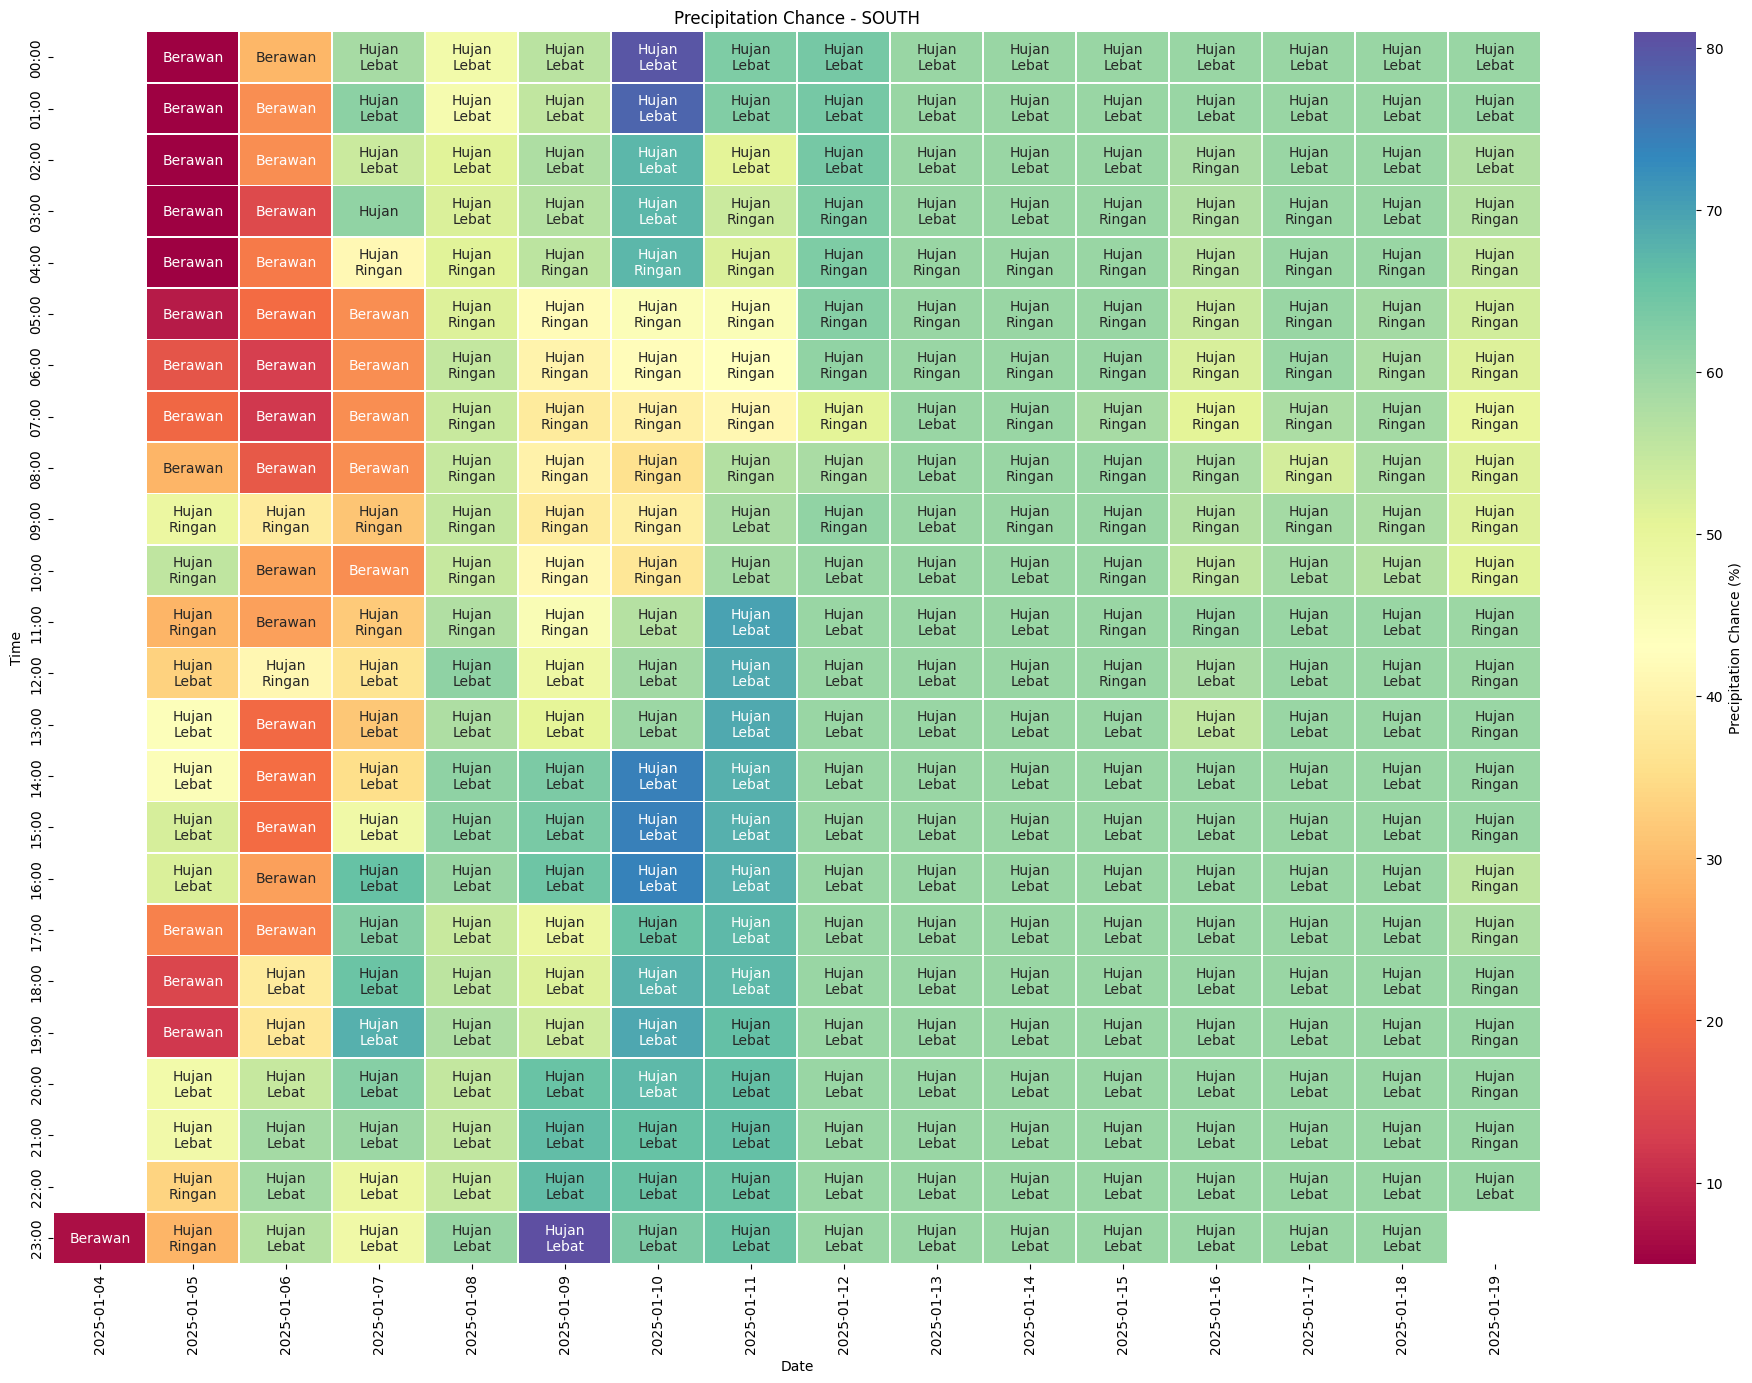 Precipitation Chance - SOUTH
00:00 Berawan Berawan Hujan Lebat Hujan Lebat Hujan Lebat Hujan Lebat Hujan Lebat Hujan Lebat Hujan Lebat Hujan Lebat Hujan Lebat Hujan Lebat Hujan Lebat Hujan Lebat Hujan Lebat
01:00 Berawan Berawan Hujan Lebat Hujan Lebat Hujan Lebat Hujan Lebat Hujan Lebat Hujan Lebat Hujan Lebat Hujan Lebat Hujan Lebat Hujan Lebat Hujan Lebat Hujan Lebat Hujan Lebat
02:00 Berawan Berawan Hujan Lebat Hujan Lebat Hujan Lebat Hujan Lebat Hujan Lebat Hujan Lebat Hujan Lebat Hujan Lebat Hujan Lebat Hujan Ringan Hujan Lebat Hujan Lebat Hujan Lebat
03:00 Berawan Berawan Hujan Hujan Lebat Hujan Lebat Hujan Lebat Hujan Ringan Hujan Ringan Hujan Lebat Hujan Lebat Hujan Ringan Hujan Ringan Hujan Ringan Hujan Lebat Hujan Ringan
04:00 Berawan Berawan Hujan Ringan Hujan Ringan Hujan Ringan Hujan Ringan Hujan Ringan Hujan Ringan Hujan Ringan Hujan Ringan Hujan Ringan Hujan Ringan Hujan Ringan Hujan Ringan Hujan Ringan
05:00 Berawan Berawan Berawan Hujan Ringan Hujan Ringan Hujan Ringan Hujan Ringan Hujan Ringan Hujan Ringan Hujan Ringan Hujan Ringan Hujan Ringan Hujan Ringan Hujan Ringan Hujan Ringan
06:00 Berawan Berawan Berawan Hujan Ringan Hujan Ringan Hujan Ringan Hujan Ringan Hujan Ringan Hujan Ringan Hujan Ringan Hujan Ringan Hujan Ringan Hujan Ringan Hujan Ringan Hujan Ringan
07:00 Berawan Berawan Berawan Hujan Ringan Hujan Ringan Hujan Ringan Hujan Ringan Hujan Ringan Hujan Lebat Hujan Ringan Hujan Ringan Hujan Ringan Hujan Ringan Hujan Ringan Hujan Ringan
08:00 Berawan Berawan Berawan Hujan Ringan Hujan Ringan Hujan Ringan Hujan Ringan Hujan Ringan Hujan Lebat Hujan Ringan Hujan Ringan Hujan Ringan Hujan Ringan Hujan Ringan Hujan Ringan
09:00 Hujan Ringan Hujan Ringan Hujan Ringan Hujan Ringan Hujan Ringan Hujan Ringan Hujan Lebat Hujan Ringan Hujan Lebat Hujan Ringan Hujan Ringan Hujan Ringan Hujan Ringan Hujan Ringan Hujan Ringan
10:00 Hujan Ringan Berawan Berawan Hujan Ringan Hujan Ringan Hujan Ringan Hujan Lebat Hujan Lebat Hujan Lebat Hujan Lebat Hujan Ringan Hujan Ringan Hujan Lebat Hujan Lebat Hujan Ringan
11:00 Hujan Ringan Berawan Hujan Ringan Hujan Ringan Hujan Ringan Hujan Lebat Hujan Lebat Hujan Lebat Hujan Lebat Hujan Lebat Hujan Ringan Hujan Ringan Hujan Lebat Hujan Lebat Hujan Ringan
12:00 Hujan Lebat Hujan Ringan Hujan Lebat Hujan Lebat Hujan Lebat Hujan Lebat Hujan Lebat Hujan Lebat Hujan Lebat Hujan Lebat Hujan Ringan Hujan Lebat Hujan Lebat Hujan Lebat Hujan Ringan
13:00 Hujan Lebat Berawan Hujan Lebat Hujan Lebat Hujan Lebat Hujan Lebat Hujan Lebat Hujan Lebat Hujan Lebat Hujan Lebat Hujan Lebat Hujan Lebat Hujan Lebat Hujan Lebat Hujan Ringan
14:00 Hujan Lebat Berawan Hujan Lebat Hujan Lebat Hujan Lebat Hujan Lebat Hujan Lebat Hujan Lebat Hujan Lebat Hujan Lebat Hujan Lebat Hujan Lebat Hujan Lebat Hujan Lebat Hujan Ringan
15:00 Hujan Lebat Berawan Hujan Lebat Hujan Lebat Hujan Lebat Hujan Lebat Hujan Lebat Hujan Lebat Hujan Lebat Hujan Lebat Hujan Lebat Hujan Lebat Hujan Lebat Hujan Lebat Hujan Ringan
16:00 Hujan Lebat Berawan Hujan Lebat Hujan Lebat Hujan Lebat Hujan Lebat Hujan Lebat Hujan Lebat Hujan Lebat Hujan Lebat Hujan Lebat Hujan Lebat Hujan Lebat Hujan Lebat Hujan Ringan
17:00 Berawan Berawan Hujan Lebat Hujan Lebat Hujan Lebat Hujan Lebat Hujan Lebat Hujan Lebat Hujan Lebat Hujan Lebat Hujan Lebat Hujan Lebat Hujan Lebat Hujan Lebat Hujan Ringan
18:00 Berawan Hujan Lebat Hujan Lebat Hujan Lebat Hujan Lebat Hujan Lebat Hujan Lebat Hujan Lebat Hujan Lebat Hujan Lebat Hujan Lebat Hujan Lebat Hujan Lebat Hujan Lebat Hujan Ringan
19:00 Berawan Hujan Lebat Hujan Lebat Hujan Lebat Hujan Lebat Hujan Lebat Hujan Lebat Hujan Lebat Hujan Lebat Hujan Lebat Hujan Lebat Hujan Lebat Hujan Lebat Hujan Lebat Hujan Ringan
20:00 Hujan Lebat Hujan Lebat Hujan Lebat Hujan Lebat Hujan Lebat Hujan Lebat Hujan Lebat Hujan Lebat Hujan Lebat Hujan Lebat Hujan Lebat Hujan Lebat Hujan Lebat Hujan Lebat Hujan Ringan
21:00 Hujan Lebat Hujan Lebat Hujan Lebat Hujan Lebat Hujan Lebat Hujan Lebat Hujan Lebat Hujan Lebat Hujan Lebat Hujan Lebat Hujan Lebat Hujan Lebat Hujan Lebat Hujan Lebat Hujan Ringan
22:00 Hujan Ringan Hujan Lebat Hujan Lebat Hujan Lebat Hujan Lebat Hujan Lebat Hujan Lebat Hujan Lebat Hujan Lebat Hujan Lebat Hujan Lebat Hujan Lebat Hujan Lebat Hujan Lebat Hujan Lebat
23:00 Berawan Hujan Ringan Hujan Lebat Hujan Lebat Hujan Lebat Hujan Lebat Hujan Lebat Hujan Lebat Hujan Lebat Hujan Lebat Hujan Lebat Hujan Lebat Hujan Lebat Hujan Lebat Hujan Lebat
Time
2025-01-04 2025-01-05 2025-01-06 2025-01-07 2025-01-08 2025-01-09 2025-01-10 2025-01-11 2025-01-12 2025-01-13 2025-01-14 2025-01-15 2025-01-16 2025-01-17 2025-01-18 2025-01-19
Date
80
70
60
50
40
30
20
10
Precipitation Chance (%)